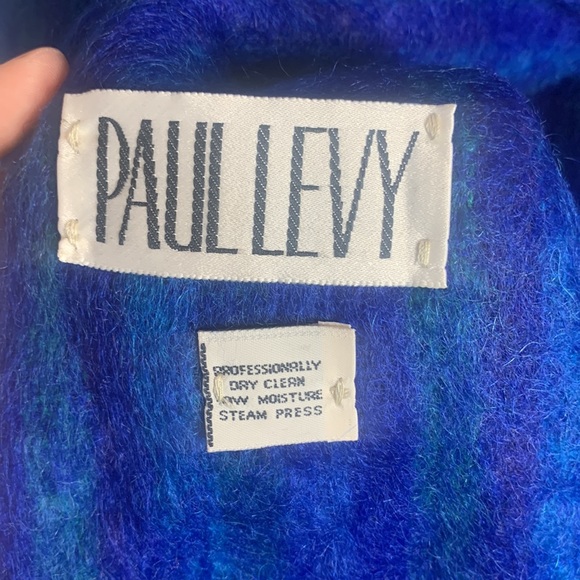 PAUL LEVY
PROFESSIONALLY
DRY CLEAN
LOW MOISTURE
STEAM PRESS